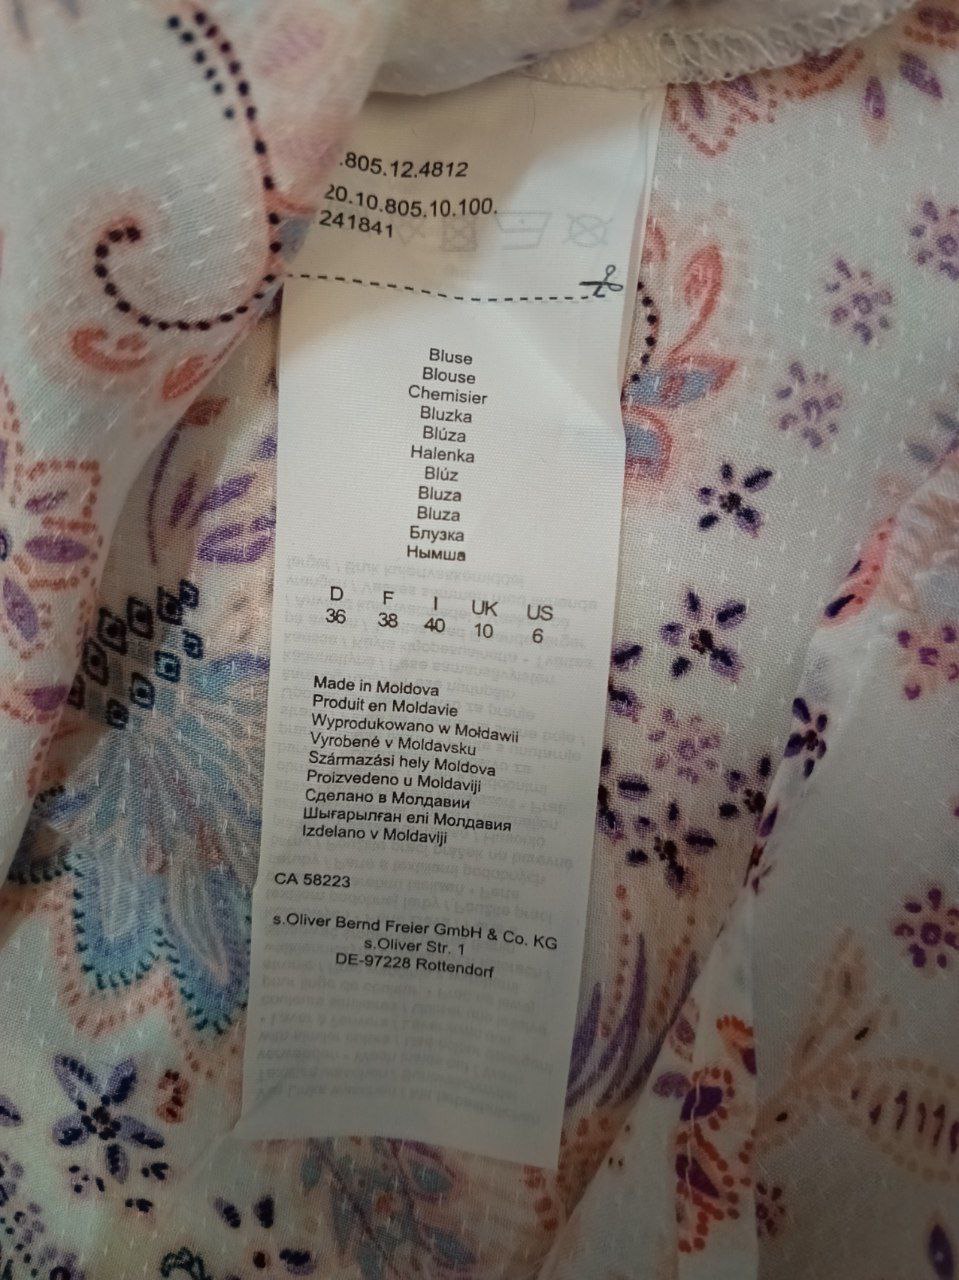 .805.12.4812
20.10.805.10.100.
241841
Bluse
Blouse
Chemisier
Bluzka
Blúza
Halenka
Blúz
Bluza
Bluza
Блузка
Нымша
D F I UK US
36 38 40 10 6
Made in Moldova
Produit en Moldavie
Wyprodukowano w Mołdawii
Vyrobené v Moldavsku
Származási hely Moldova
Proizvedeno u Moldaviji
Сделано в Молдавии
Шығарылған елі Молдавия
Izdelano v Moldaviji
CA 58223
s.Oliver Bernd Freier GmbH & Co. KG
s.Oliver Str. 1
DE-97228 Rottendorf